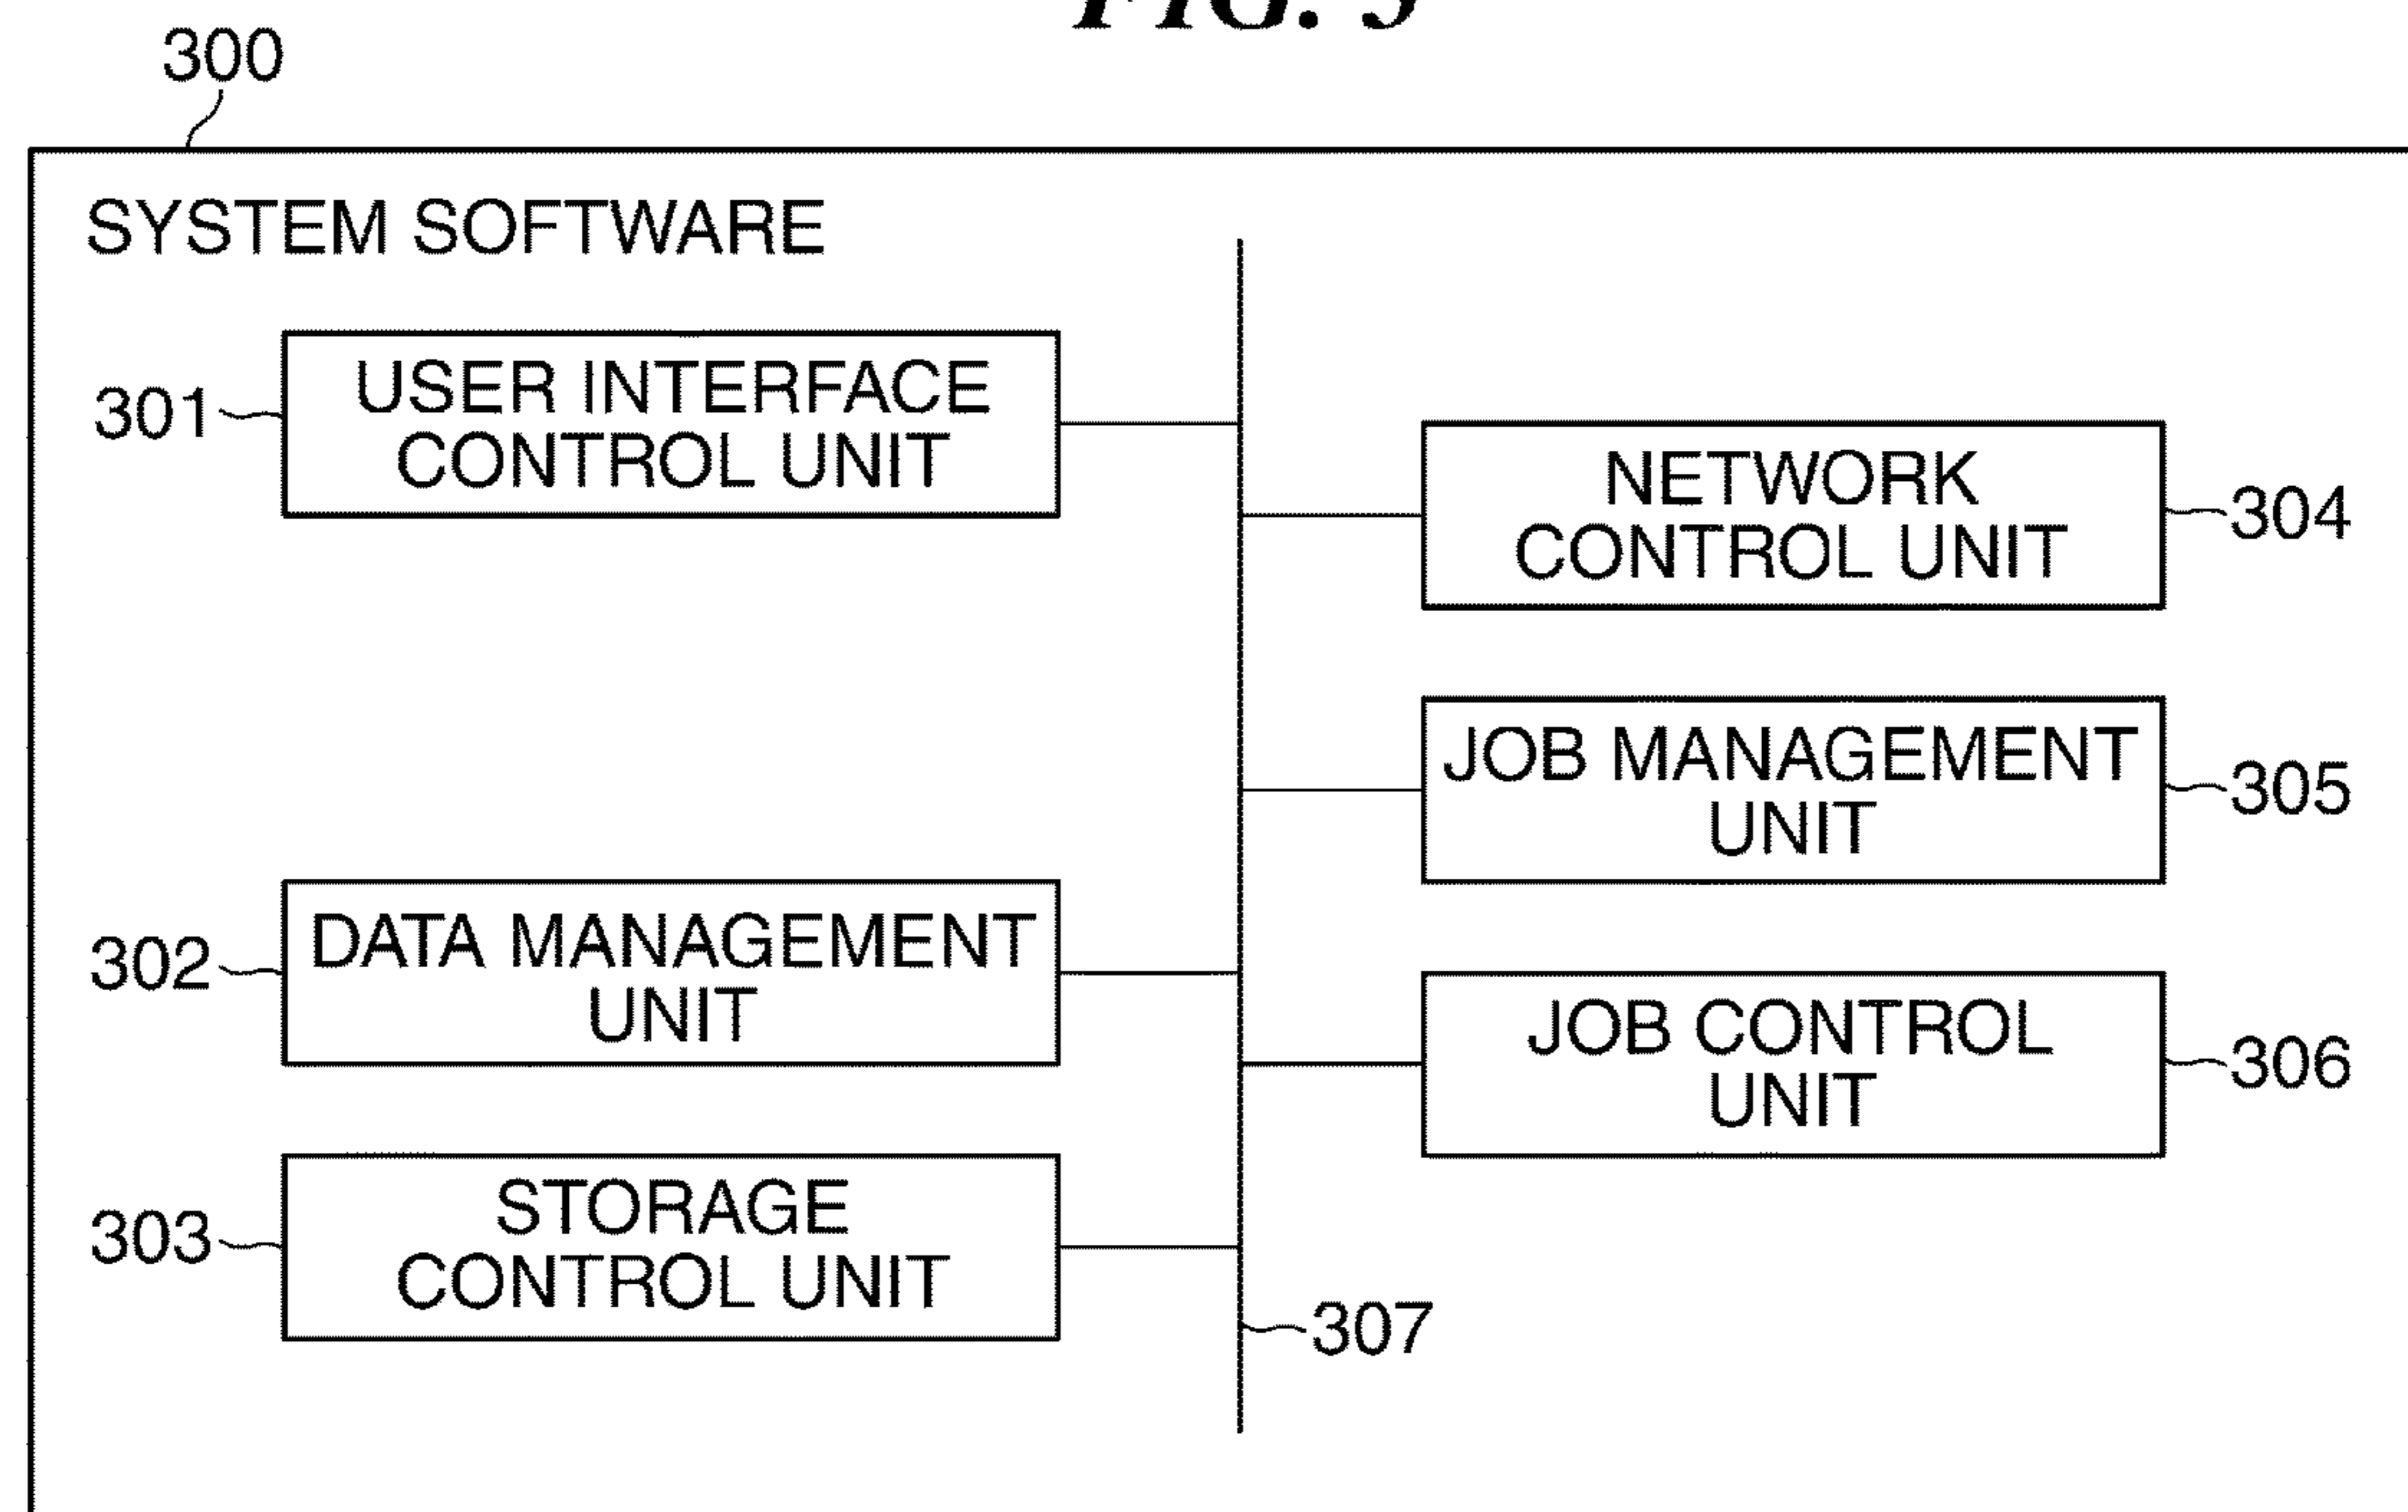 FIG.
300
SYSTEM SOFTWARE
301
USER INTERFACE
CONTROL UNIT
NETWORK
CONTROL UNIT
304
JOB MANAGEMENT
UNIT
305
302
DATA MANAGEMENT
UNIT
JOB CONTROL
UNIT
306
303
STORAGE
CONTROL UNIT
307